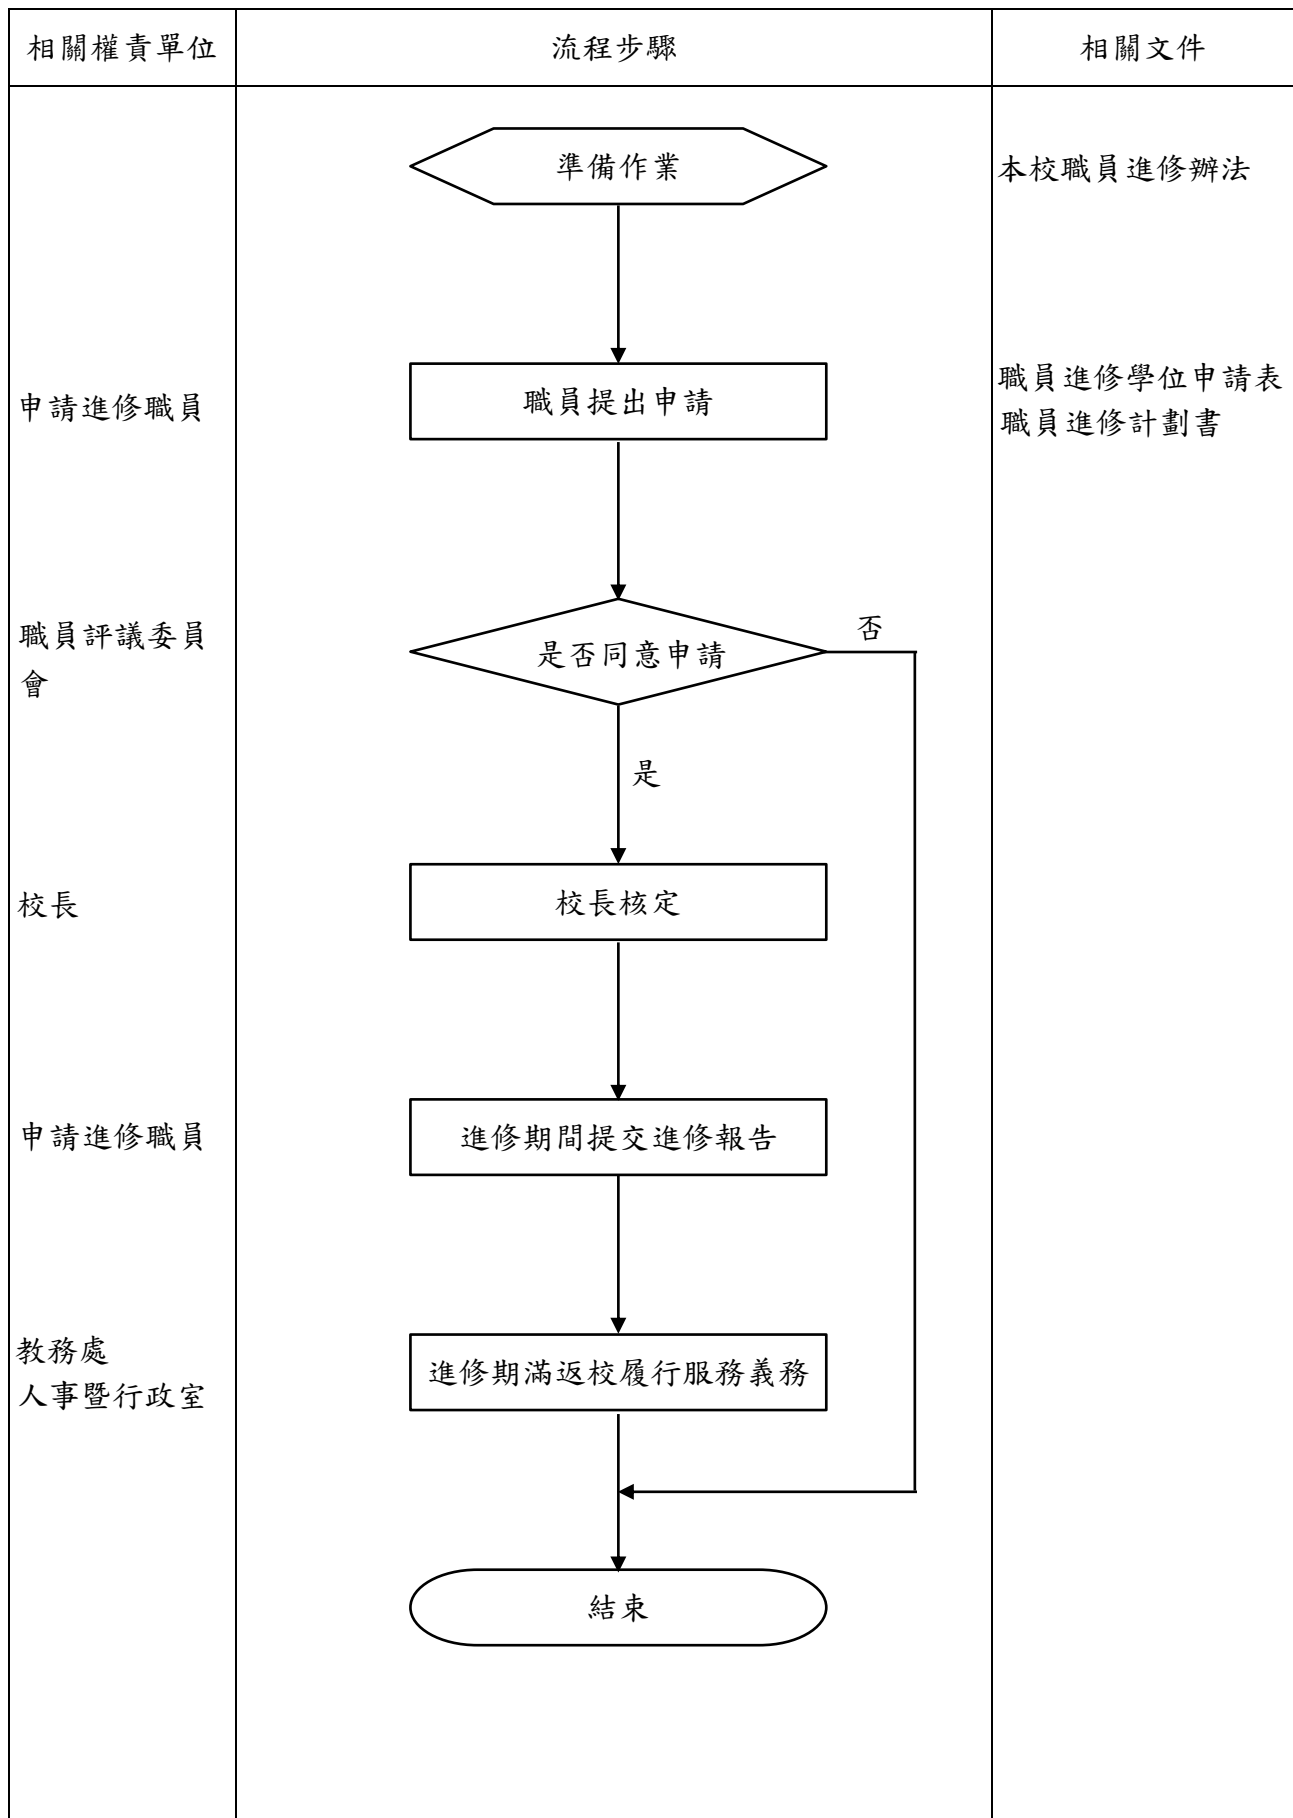 相關權責單位
流程步驟
相關文件
準備作業
本校職員進修辦法
申請進修職員
職員提出申請
職員進修學位申請表
職員進修計劃書
職員評議委員
會
是否同意申請
否
是
校長
校長核定
申請進修職員
進修期間提交進修報告
教務處
人事暨行政室
進修期滿返校履行服務義務
結束